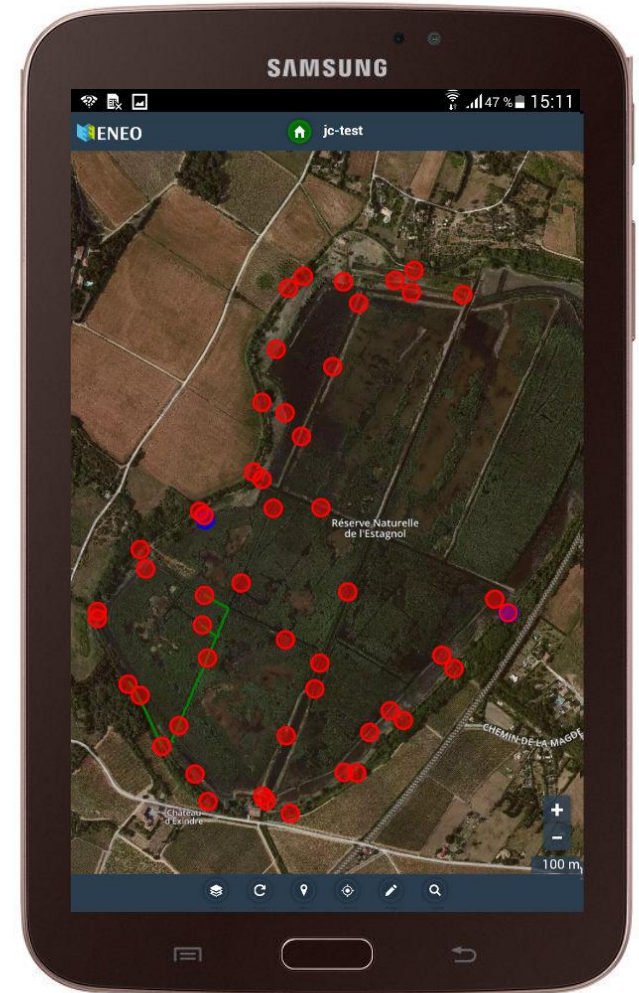 SAMSUNG
47 % 15:11
ENEO
jc-test
Réserve Naturelle
de l'Estagnol
CHEMIN DE LA MAGDE
Château
d'Exindre
+
−
100 m